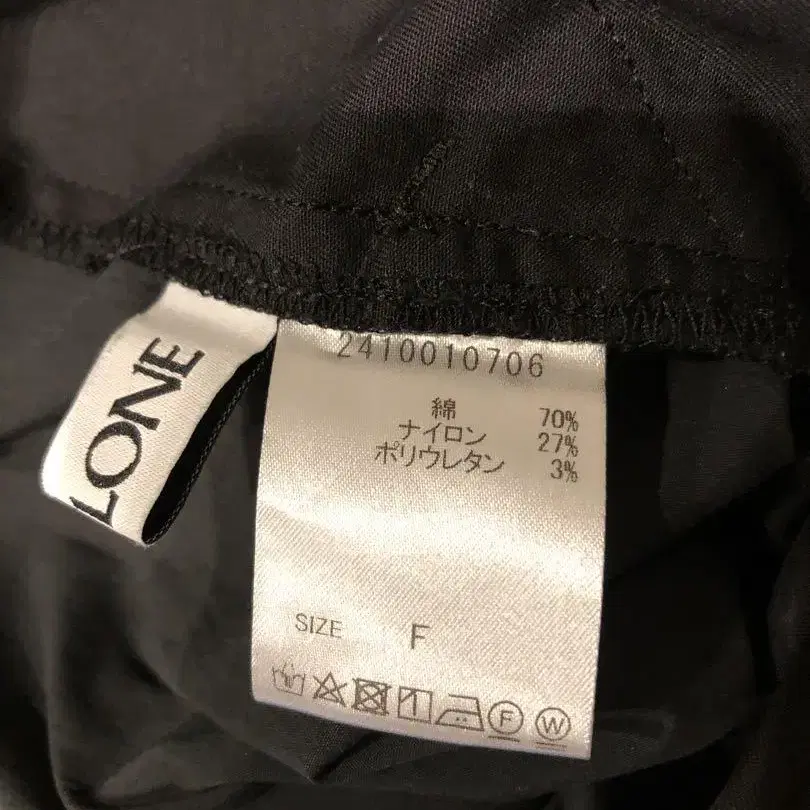 LONE
2410010706
綿 70%
ナイロン 27%
ポリウレタン 3%
SIZE F
F W